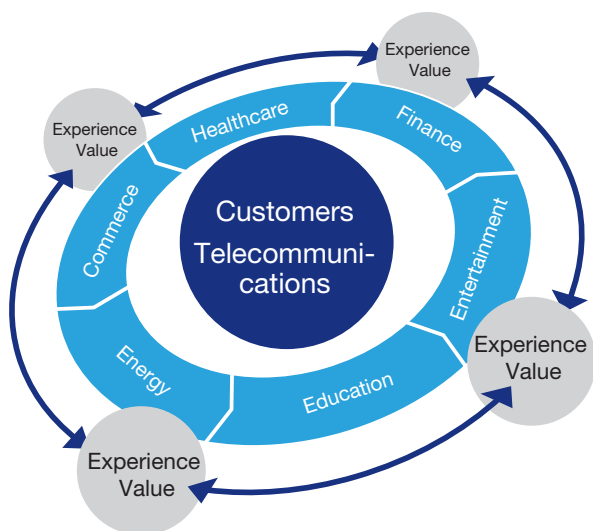 Experience
Value
Experience
Value
Healthcare
Finance
Commerce
Customers
Telecommuni-
cations
Entertainment
Experience
Value
Energy
Education
Experience
Value